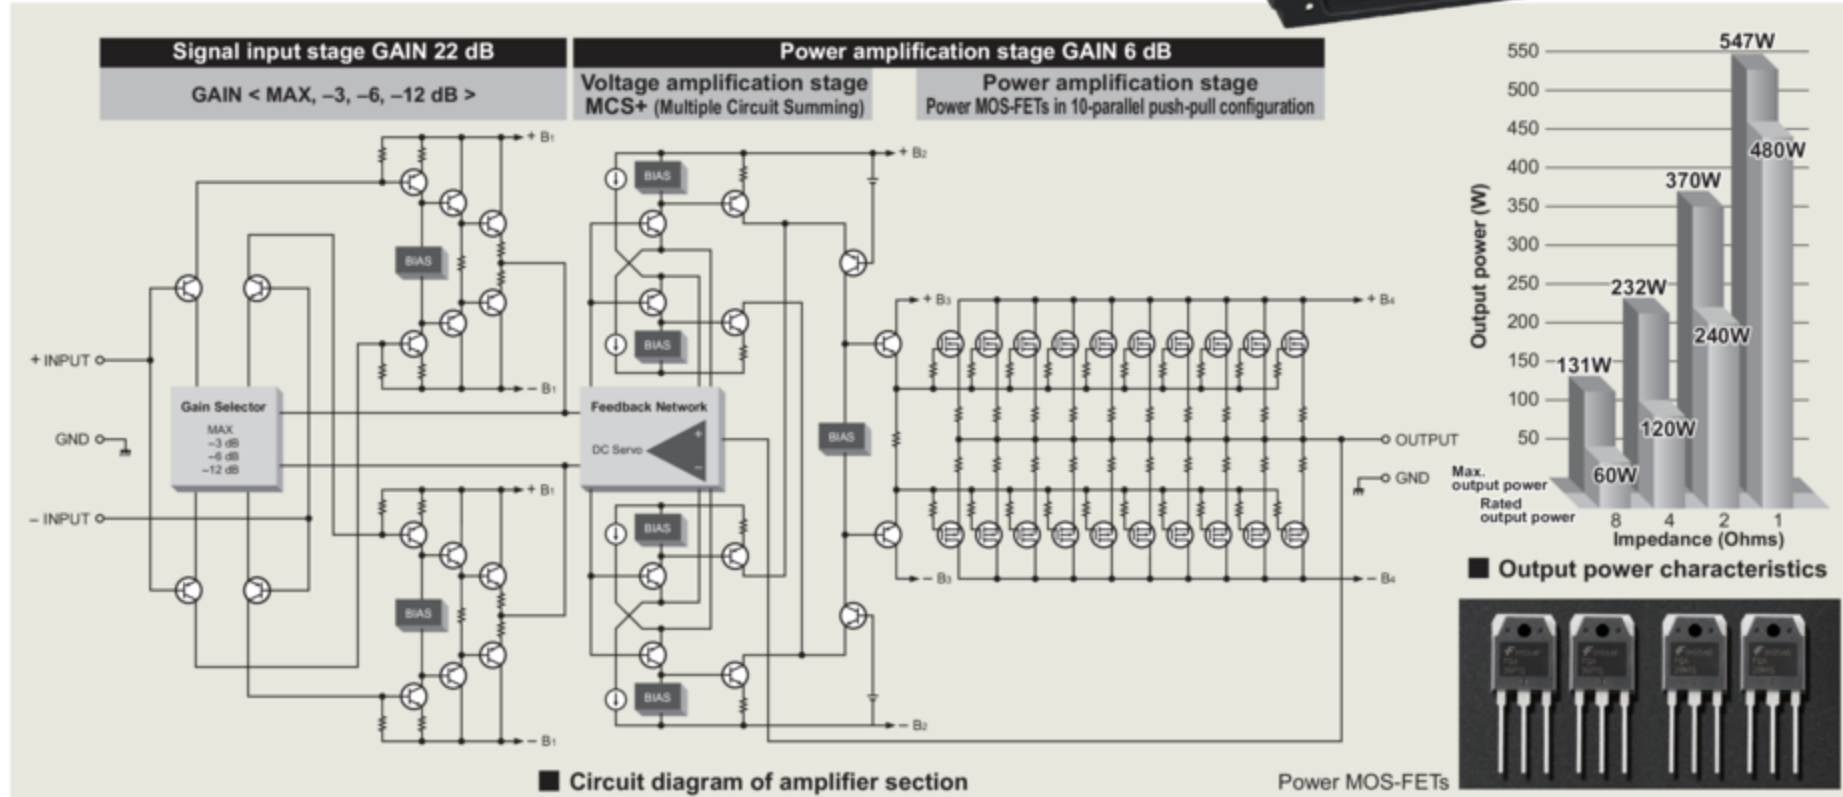 Signal input stage GAIN 22 dB
GAIN < MAX, –3, –6, –12 dB >
Power amplification stage GAIN 6 dB
Voltage amplification stage
MCS+ (Multiple Circuit Summing)
Power amplification stage
Power MOS-FETs in 10-parallel push-pull configuration
+ B1
BIAS
– B1
+ INPUT
GND
– INPUT
Gain Selector
MAX
–3 dB
–6 dB
–12 dB
+ B1
BIAS
– B1
+ B2
BIAS
BIAS
Feedback Network
DC Servo
+
–
BIAS
BIAS
– B2
BIAS
+ B3
+ B4
OUTPUT
GND
– B3
– B4
Circuit diagram of amplifier section
Output power (W)
550
500
450
400
350
300
250
200
150
100
50
547W
480W
370W
240W
232W
120W
131W
60W
Max.
output power
Rated
output power
8 4 2 1
Impedance (Ohms)
Output power characteristics
Power MOS-FETs
FQA
FQA
FQA
FQA